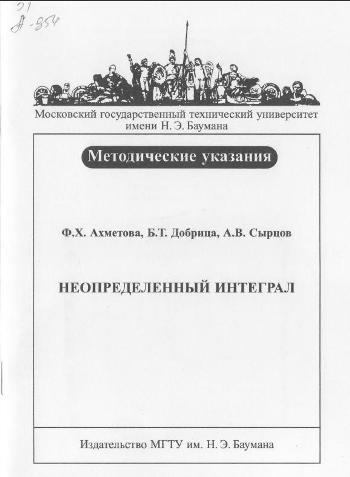 Московский государственный технический университет
имени Н. Э. Баумана
Методические указания
Ф.Х. Ахметова, Б.Т. Добрица, А.В. Сырцов
НЕОПРЕДЕЛЕННЫЙ ИНТЕГРАЛ
Издательство МГТУ им. Н. Э. Баумана